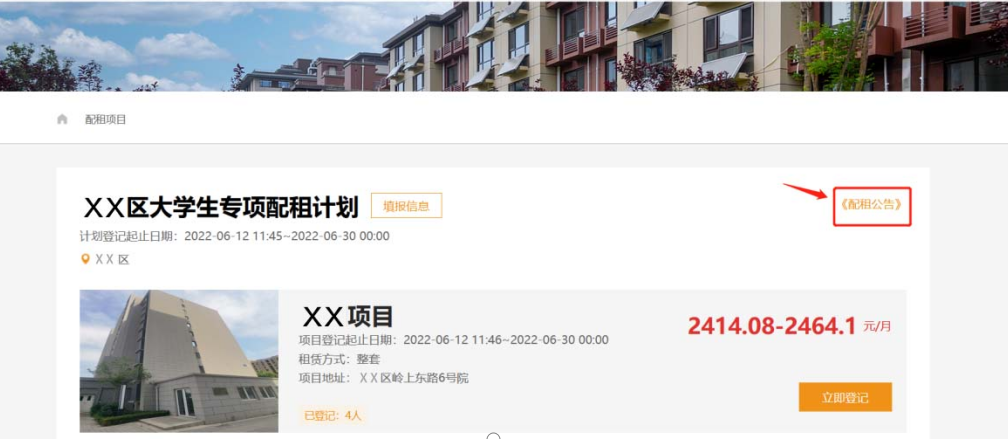 配租项目
XX区大学生专项配租计划 填报信息 《配租公告》
计划登记起止日期：2022-06-12 11:45~2022-06-30 00:00
X X 区
XX项目
2414.08-2464.1 元/月
项目登记起止日期：2022-06-12 11:46~2022-06-30 00:00
租赁方式：整套
项目地址： X X 区岭上东路6号院
立即登记
已登记：4人